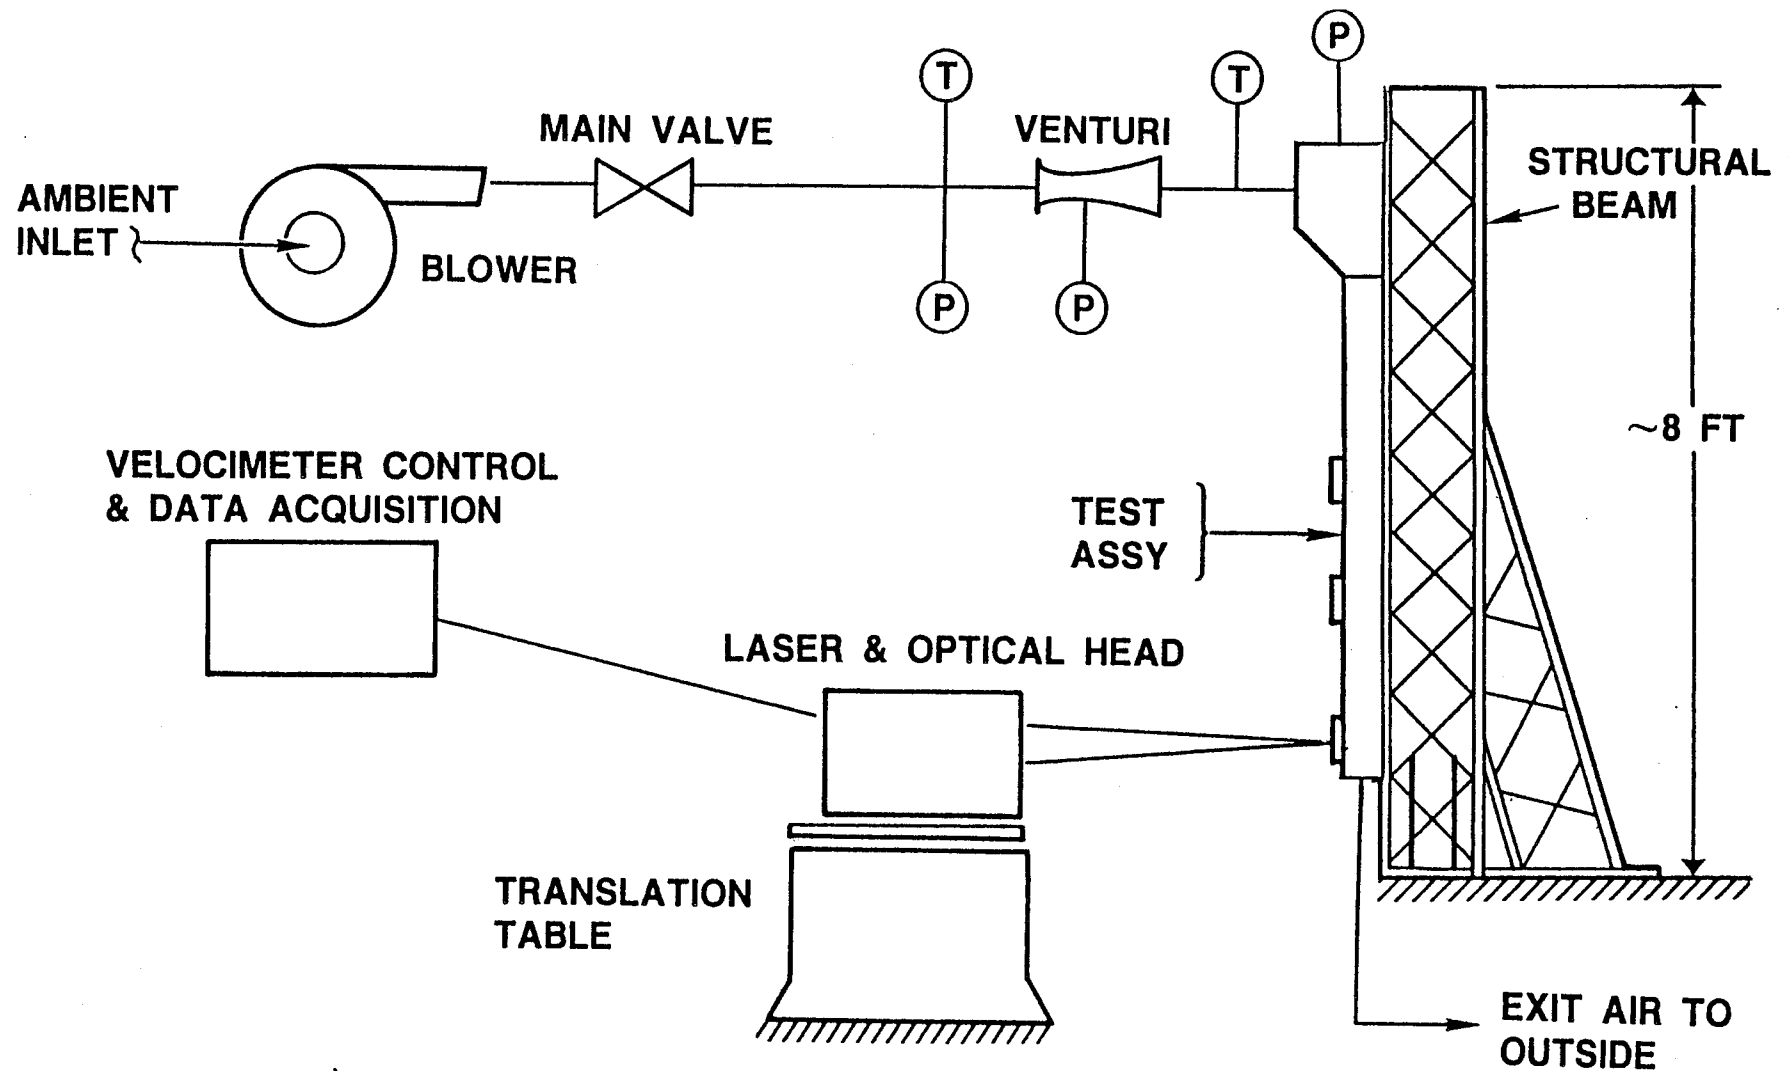 P
T
T
MAIN VALVE
VENTURI
STRUCTURAL
BEAM
AMBIENT
INLET
BLOWER
P
P
~8 FT
VELOCIMETER CONTROL
& DATA ACQUISITION
TEST
ASSY
LASER & OPTICAL HEAD
TRANSLATION
TABLE
EXIT AIR TO
OUTSIDE